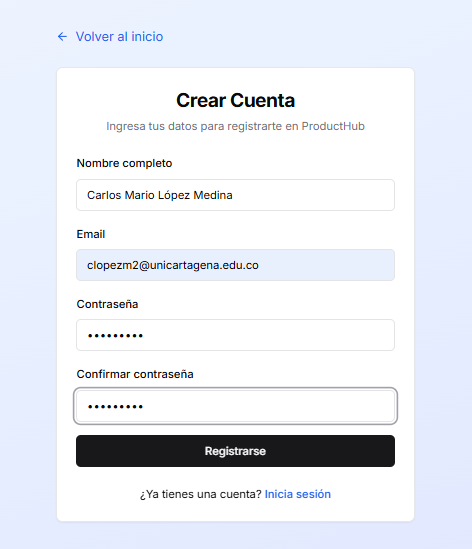 ← Volver al inicio
Crear Cuenta
Ingresa tus datos para registrarte en ProductHub
Nombre completo
Carlos Mario López Medina
Email
clopezm2@unicartagena.edu.co
Contraseña
•••••••••
Confirmar contraseña
•••••••••
Registrarse
¿Ya tienes una cuenta? Inicia sesión